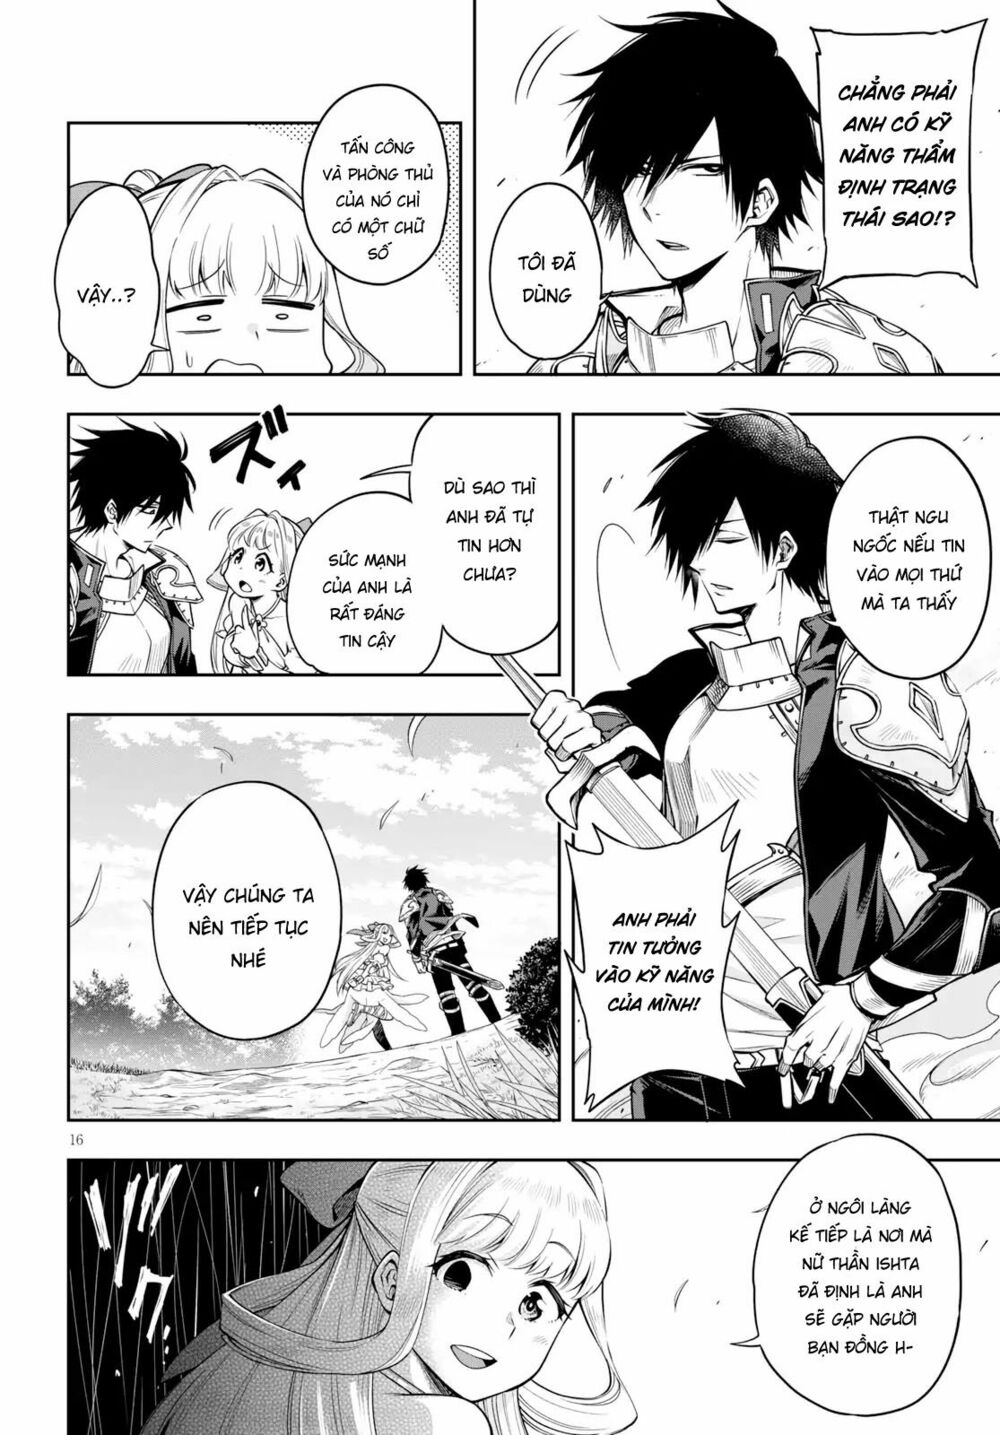 CHẲNG PHẢI
ANH CÓ KỸ
NĂNG THẨM
ĐỊNH TRẠNG
THÁI SAO!?
TÔI ĐÃ
DÙNG
TẤN CÔNG
VÀ PHÒNG THỦ
CỦA NÓ CHỈ
CÓ MỘT CHỮ
SỐ
VẬY..?
THẬT NGU
NGỐC NẾU TIN
VÀO MỌI THỨ
MÀ TA THẤY
ANH PHẢI
TIN TƯỞNG
VÀO KỸ NĂNG
CỦA MÌNH!
DÙ SAO THÌ
ANH ĐÃ TỰ
TIN HƠN
CHƯA?
SỨC MẠNH
CỦA ANH LÀ
RẤT ĐÁNG
TIN CẬY
ズイ
VẬY CHÚNG TA
NÊN TIẾP TỤC
NHÉ
16
Ở NGÔI LÀNG
KẾ TIẾP LÀ NƠI MÀ
NỮ THẦN ISHTA
ĐÃ ĐỊNH LÀ ANH
SẼ GẶP NGƯỜI
BẠN ĐỒNG H-